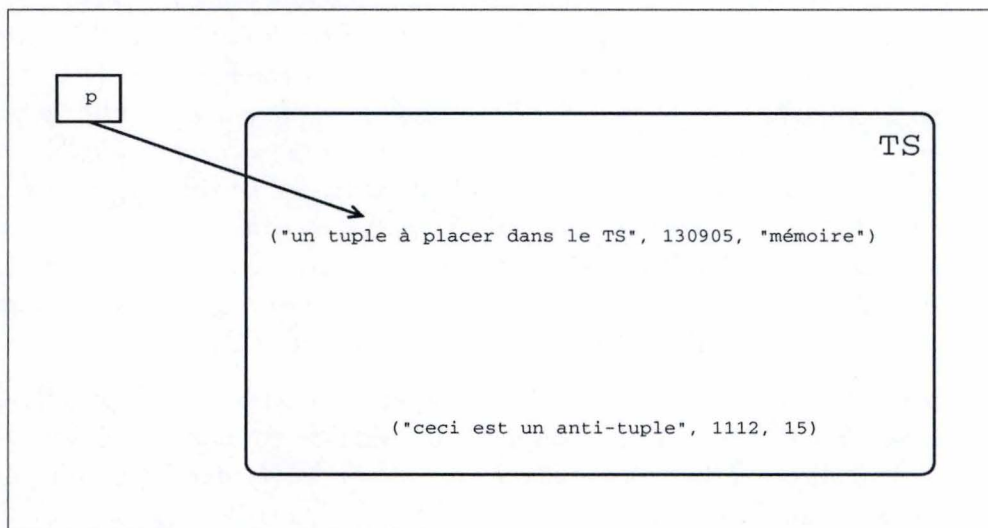 p
TS
("un tuple à placer dans le TS", 130905, "mémoire")
("ceci est un anti-tuple", 1112, 15)